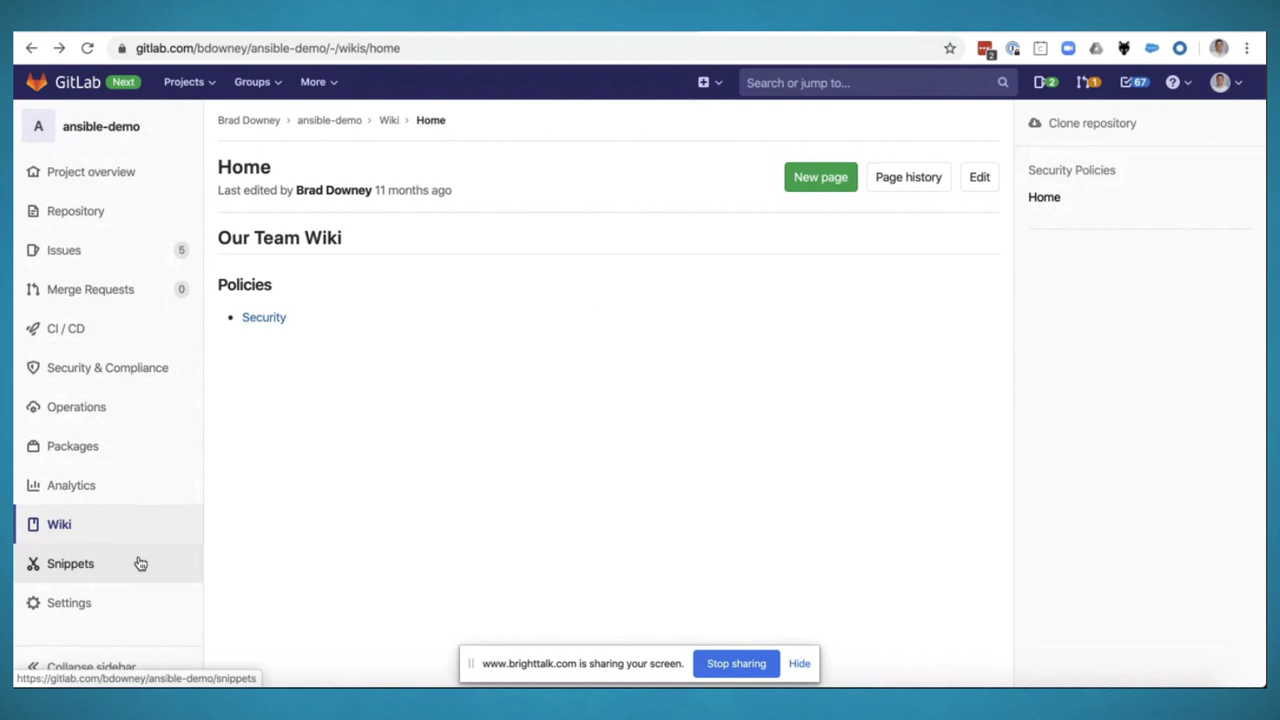 gitlab.com/bdowney/ansible-demo/-/wikis/home
2
GitLab Next Projects Groups More Search or jump to... 2 1 67
A ansible-demo
Project overview
Repository
Issues 5
Merge Requests 0
CI / CD
Security & Compliance
Operations
Packages
Analytics
Wiki
Snippets
Settings
Collapse sidebar
https://gitlab.com/bdowney/ansible-demo/snippets
Brad Downey > ansible-demo > Wiki > Home
Home
Last edited by Brad Downey 11 months ago
New page Page history Edit
Our Team Wiki
Policies
• Security
Clone repository
Security Policies
Home
www.brighttalk.com is sharing your screen. Stop sharing Hide